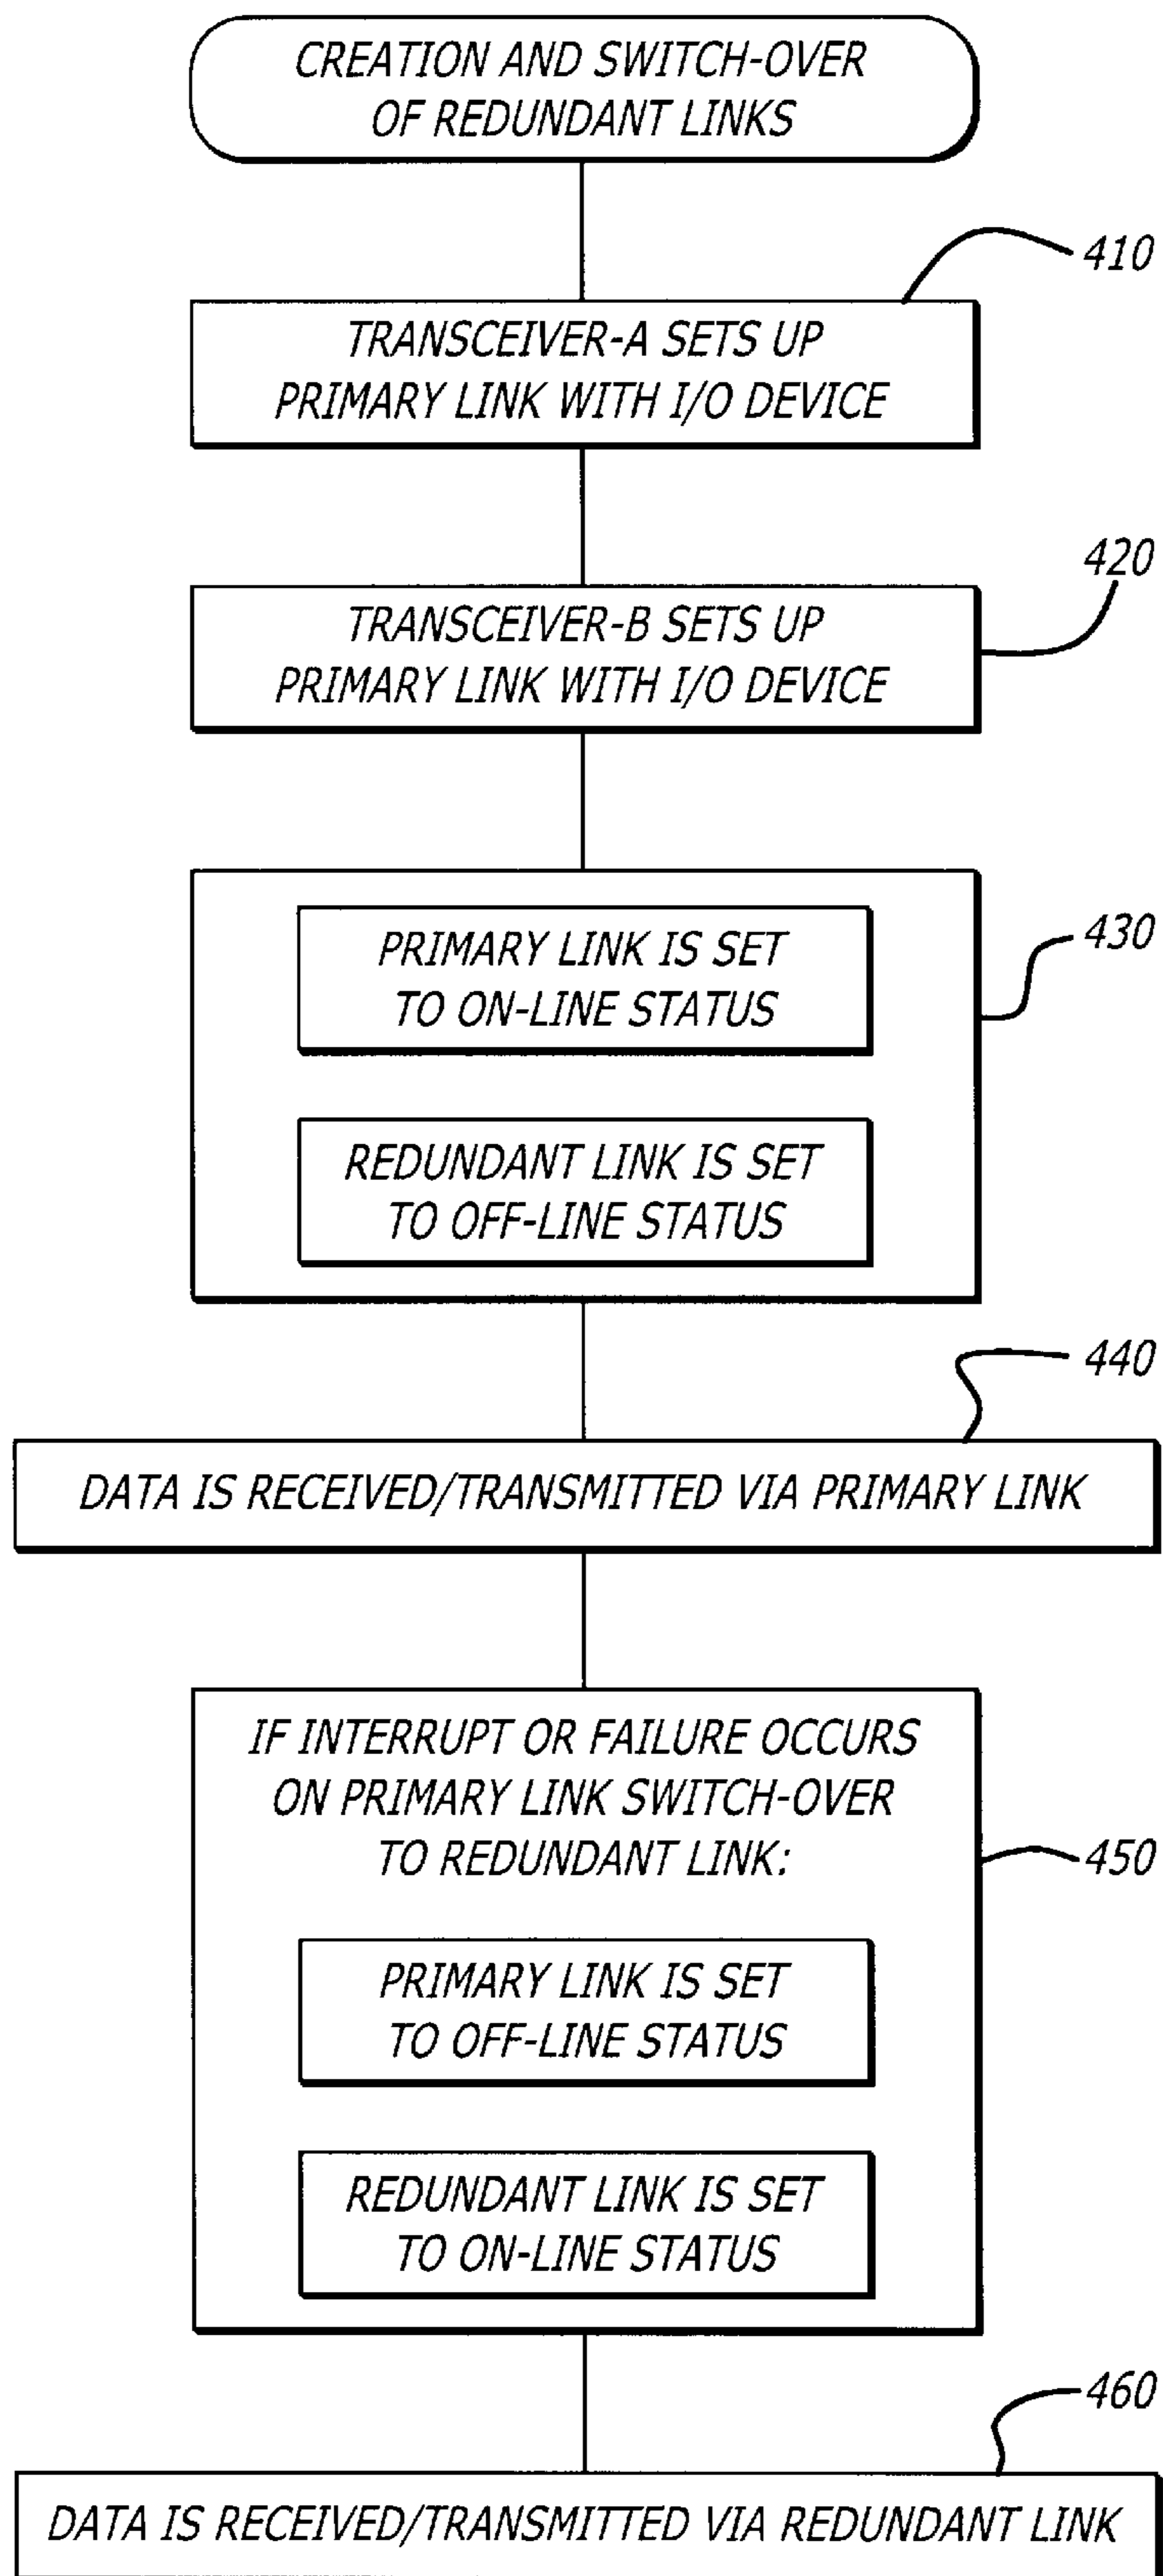 CREATION AND SWITCH-OVER
OF REDUNDANT LINKS
410
TRANSCEIVER-A SETS UP
PRIMARY LINK WITH I/O DEVICE
420
TRANSCEIVER-B SETS UP
PRIMARY LINK WITH I/O DEVICE
430
PRIMARY LINK IS SET
TO ON-LINE STATUS
REDUNDANT LINK IS SET
TO OFF-LINE STATUS
440
DATA IS RECEIVED/TRANSMITTED VIA PRIMARY LINK
IF INTERRUPT OR FAILURE OCCURS
ON PRIMARY LINK SWITCH-OVER
TO REDUNDANT LINK:
450
PRIMARY LINK IS SET
TO OFF-LINE STATUS
REDUNDANT LINK IS SET
TO ON-LINE STATUS
460
DATA IS RECEIVED/TRANSMITTED VIA REDUNDANT LINK